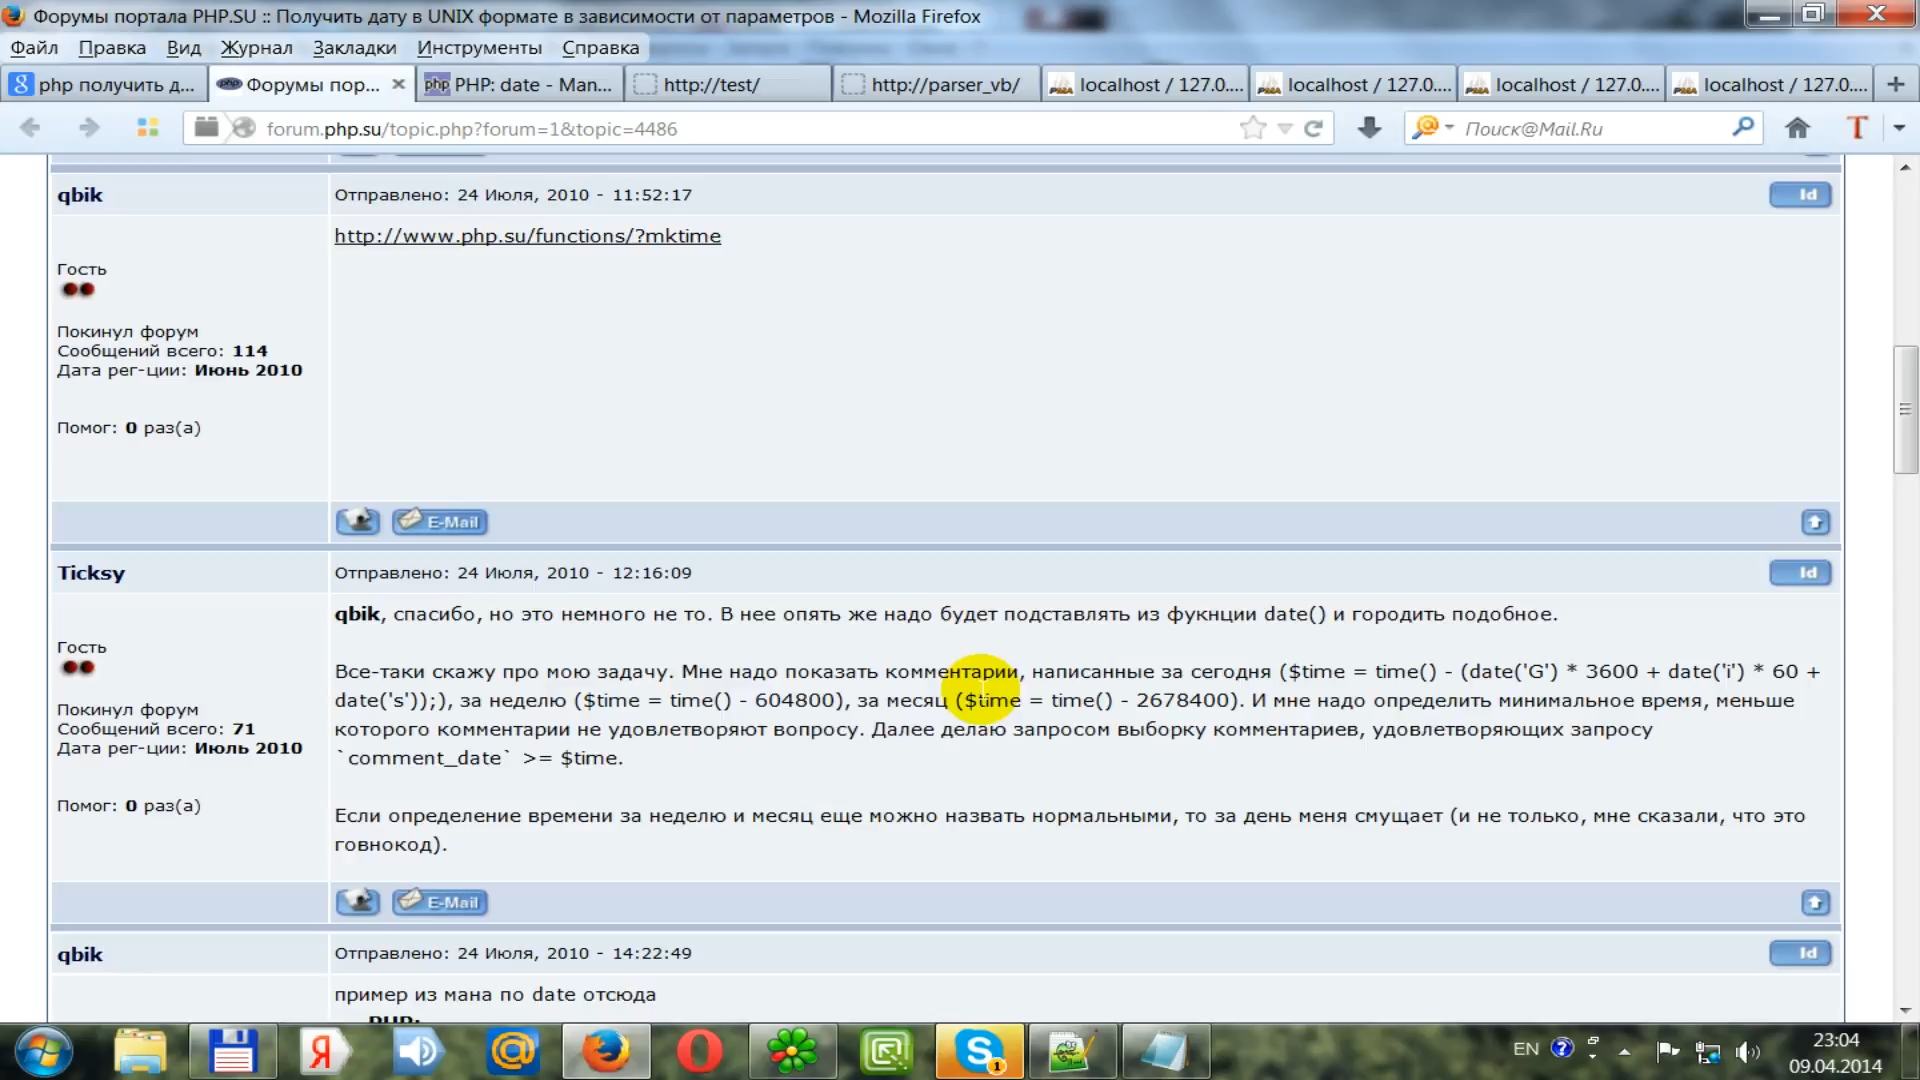 Форумы портала PHP.SU :: Получить дату в UNIX формате в зависимости от параметров - Mozilla Firefox
Файл Правка Вид Журнал Закладки Инструменты Справка
php получить д...
Форумы пор...
PHP: date - Man...
http://test/
http://parser_vb/
localhost / 127.0....
localhost / 127.0....
localhost / 127.0....
localhost / 127.0....
forum.php.su/topic.php?forum=1&topic=4486
Поиск@Mail.Ru
qbik
Отправлено: 24 Июля, 2010 - 11:52:17
Id
http://www.php.su/functions/?mktime
Гость
Покинул форум
Сообщений всего: 114
Дата рег-ции: Июнь 2010
Помог: 0 раз(а)
E-Mail
Ticksy
Отправлено: 24 Июля, 2010 - 12:16:09
Id
qbik, спасибо, но это немного не то. В нее опять же надо будет подставлять из фукнции date() и городить подобное.
Гость
Все-таки скажу про мою задачу. Мне надо показать комментарии, написанные за сегодня ($time = time() - (date('G') * 3600 + date('i') * 60 +
date('s'));), за неделю ($time = time() - 604800), за месяц ($time = time() - 2678400). И мне надо определить минимальное время, меньше
которого комментарии не удовлетворяют вопросу. Далее делаю запросом выборку комментариев, удовлетворяющих запросу
`comment_date` >= $time.
Покинул форум
Сообщений всего: 71
Дата рег-ции: Июль 2010
Помог: 0 раз(а)
Если определение времени за неделю и месяц еще можно назвать нормальными, то за день меня смущает (и не только, мне сказали, что это
говнокод).
E-Mail
qbik
Отправлено: 24 Июля, 2010 - 14:22:49
Id
пример из мана по date отсюда
PHP:
EN
23:04
09.04.2014